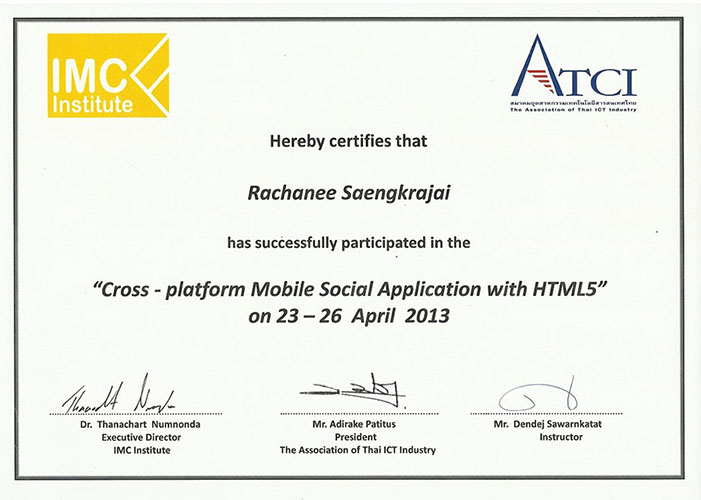 IMC
Institute
ATCI
สมาคมอุตสาหกรรมเทคโนโลยีสารสนเทศไทย
The Association of Thai ICT Industry
Hereby certifies that
Rachanee Saengkrajai
has successfully participated in the
“Cross - platform Mobile Social Application with HTML5”
on 23 – 26 April 2013
Dr. Thanachart Numnonda
Executive Director
IMC Institute
Mr. Adirake Patitus
President
The Association of Thai ICT Industry
Mr. Dendej Sawarnkatat
Instructor